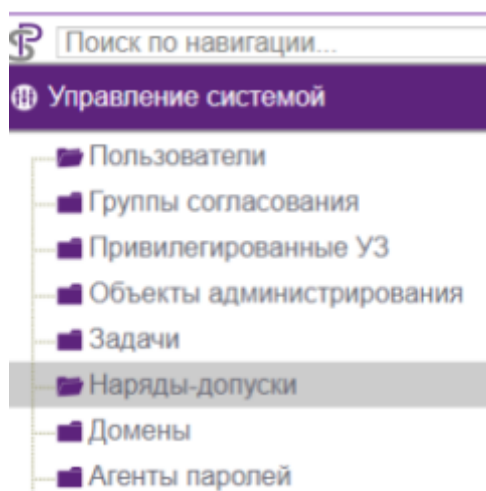 Поиск по навигации...
Управление системой
Пользователи
Группы согласования
Привилегированные УЗ
Объекты администрирования
Задачи
Наряды-допуски
Домены
Агенты паролей